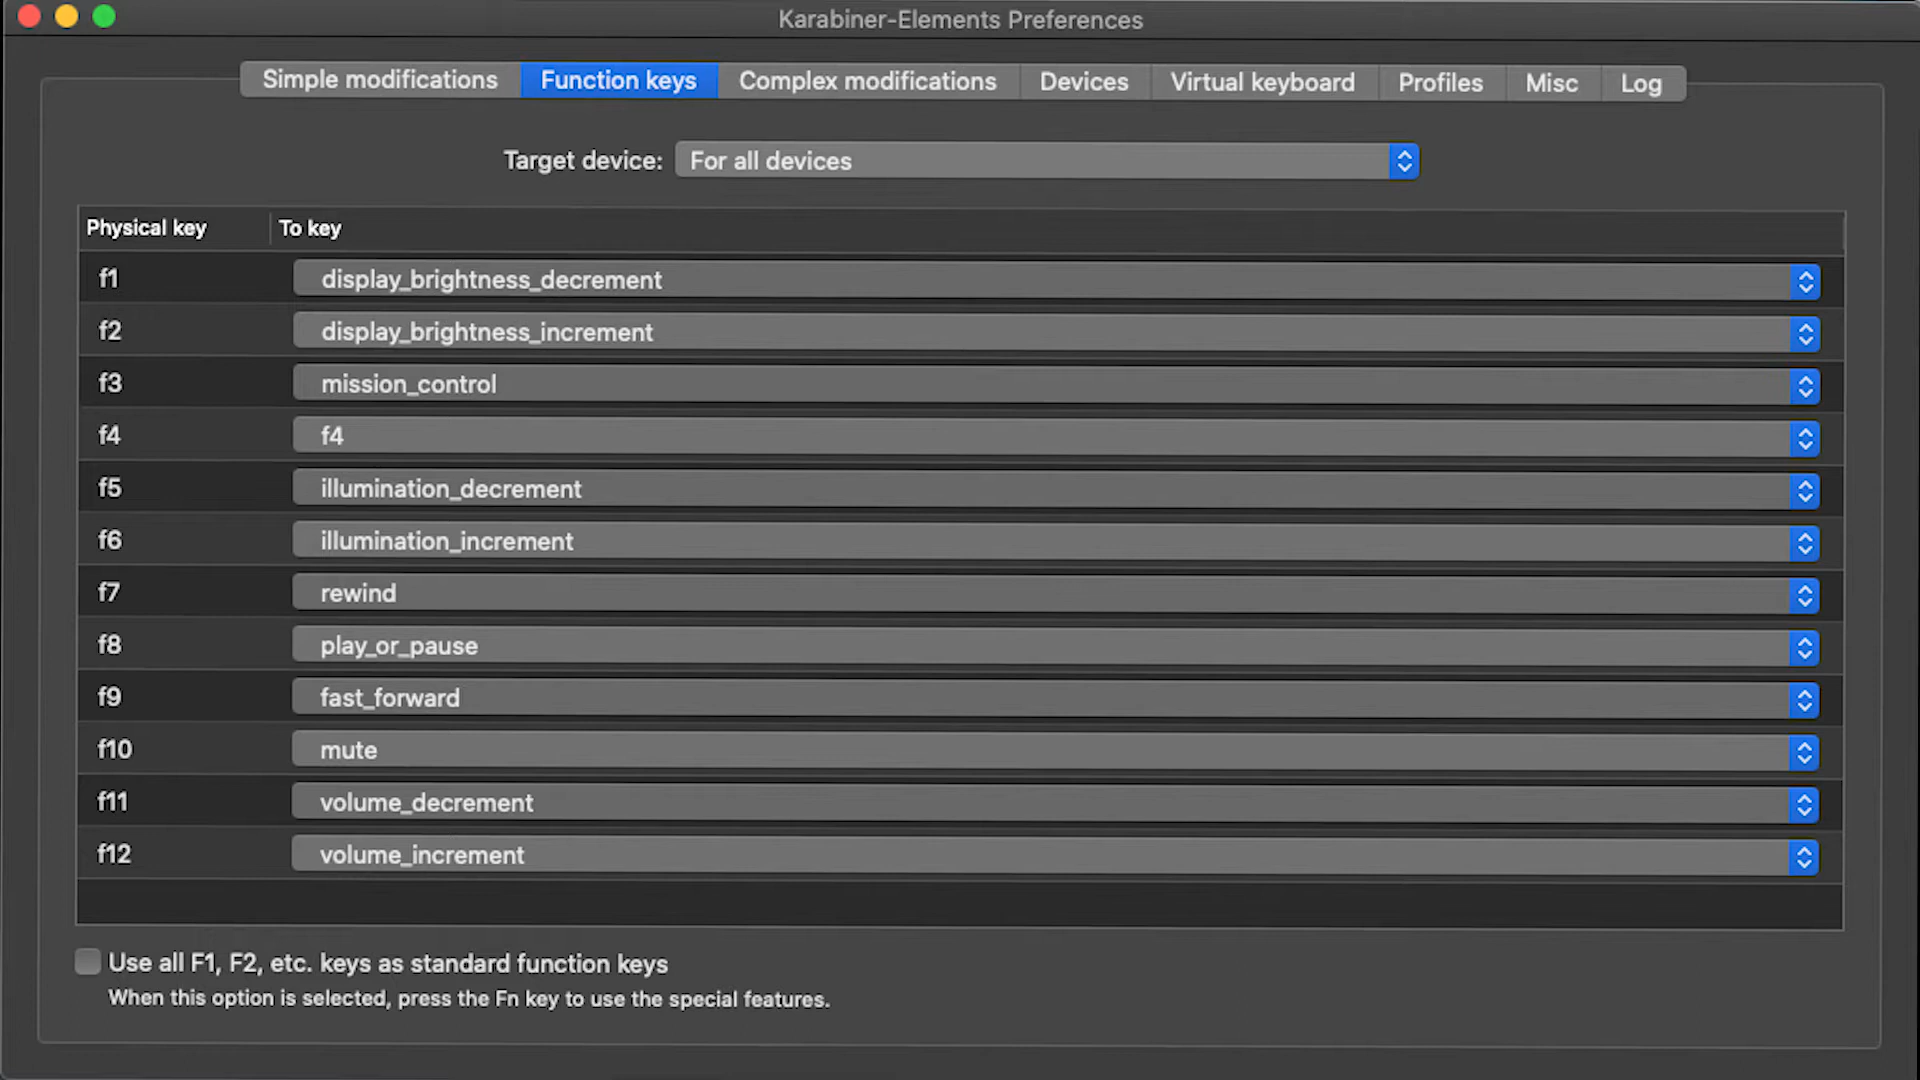 Karabiner-Elements Preferences
Simple modifications Function keys Complex modifications Devices Virtual keyboard Profiles Misc Log
Target device: For all devices
Physical key To key
f1 display_brightness_decrement
f2 display_brightness_increment
f3 mission_control
f4 f4
f5 illumination_decrement
f6 illumination_increment
f7 rewind
f8 play_or_pause
f9 fast_forward
f10 mute
f11 volume_decrement
f12 volume_increment
Use all F1, F2, etc. keys as standard function keys
When this option is selected, press the Fn key to use the special features.